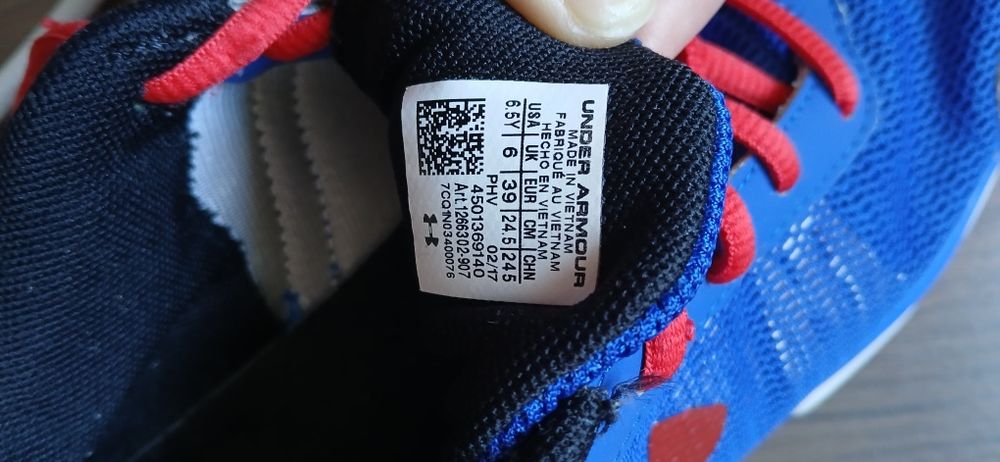 UNDER ARMOUR
MADE IN VIETNAM
FABRIQUÉ AU VIETNAM
HECHO EN VIETNAM
USA UK EUR CM CHN
6.5Y 6 39 24.5 245
PHV 02/17
4501369140
Art.1266302-907
7CQ1N03400076